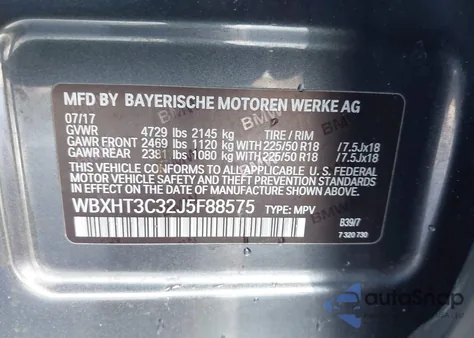 MFD BY BAYERISCHE MOTOREN WERKE AG
07/17
GVWR 4729 lbs 2145 kg TIRE / RIM
GAWR FRONT 2469 lbs 1120 kg WITH 225/50 R18 /7.5Jx18
GAWR REAR 2381 lbs 1080 kg WITH 225/50 R18 /7.5Jx18
THIS VEHICLE CONFORMS TO ALL APPLICABLE U. S. FEDERAL
MOTOR VEHICLE SAFETY, BUMPER, AND THEFT PREVENTION
STANDARDS IN EFFECT ON THE DATE OF MANUFACTURE
SHOWN ABOVE.
WBXHT3C32J5F88575 TYPE: MPV
B39/7
7 320 730
autoSnap